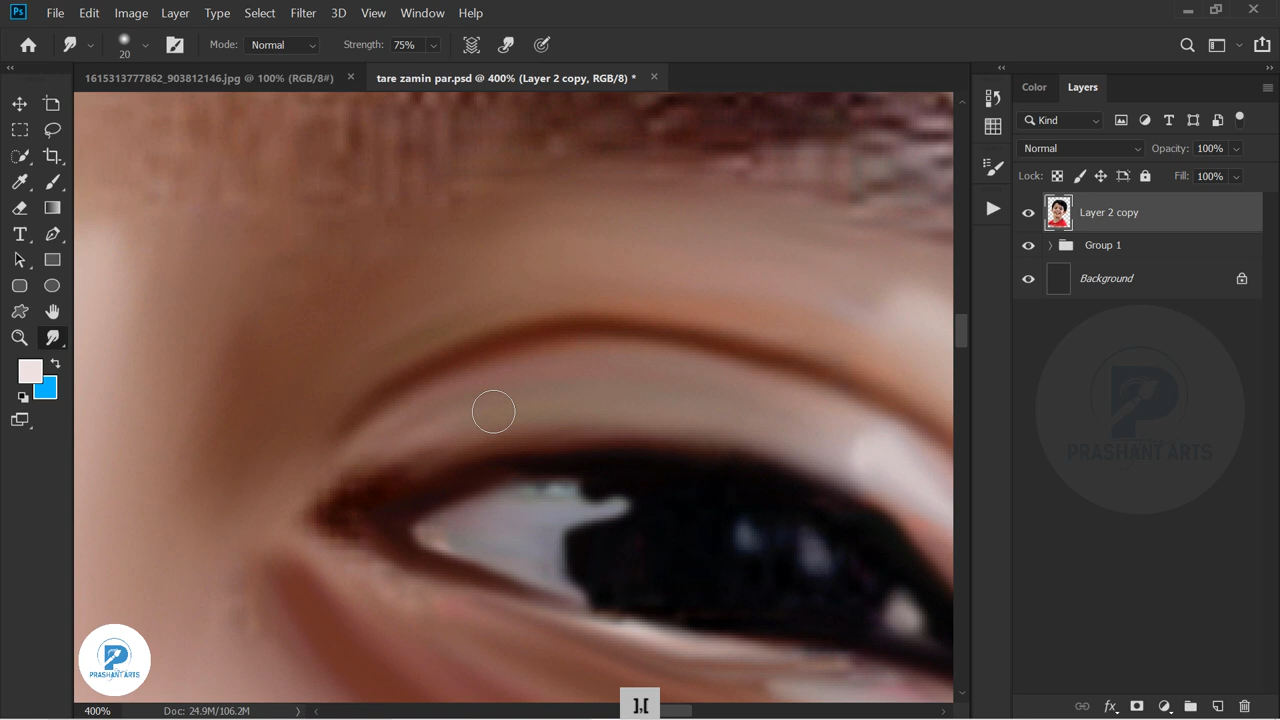 Ps File Edit Image Layer Type Select Filter 3D View Window Help
20 Mode: Normal Strength: 75%
1615313777862_903812146.jpg @ 100% (RGB/8#) × tare zamin par.psd @ 400% (Layer 2 copy, RGB/8) * ×
Color Layers
Kind
Normal Opacity: 100%
Lock: Fill: 100%
Layer 2 copy
Group 1
Background
PRASHANT ARTS
PRASHANT ARTS
],[
400% Doc: 24.9M/106.2M
fx